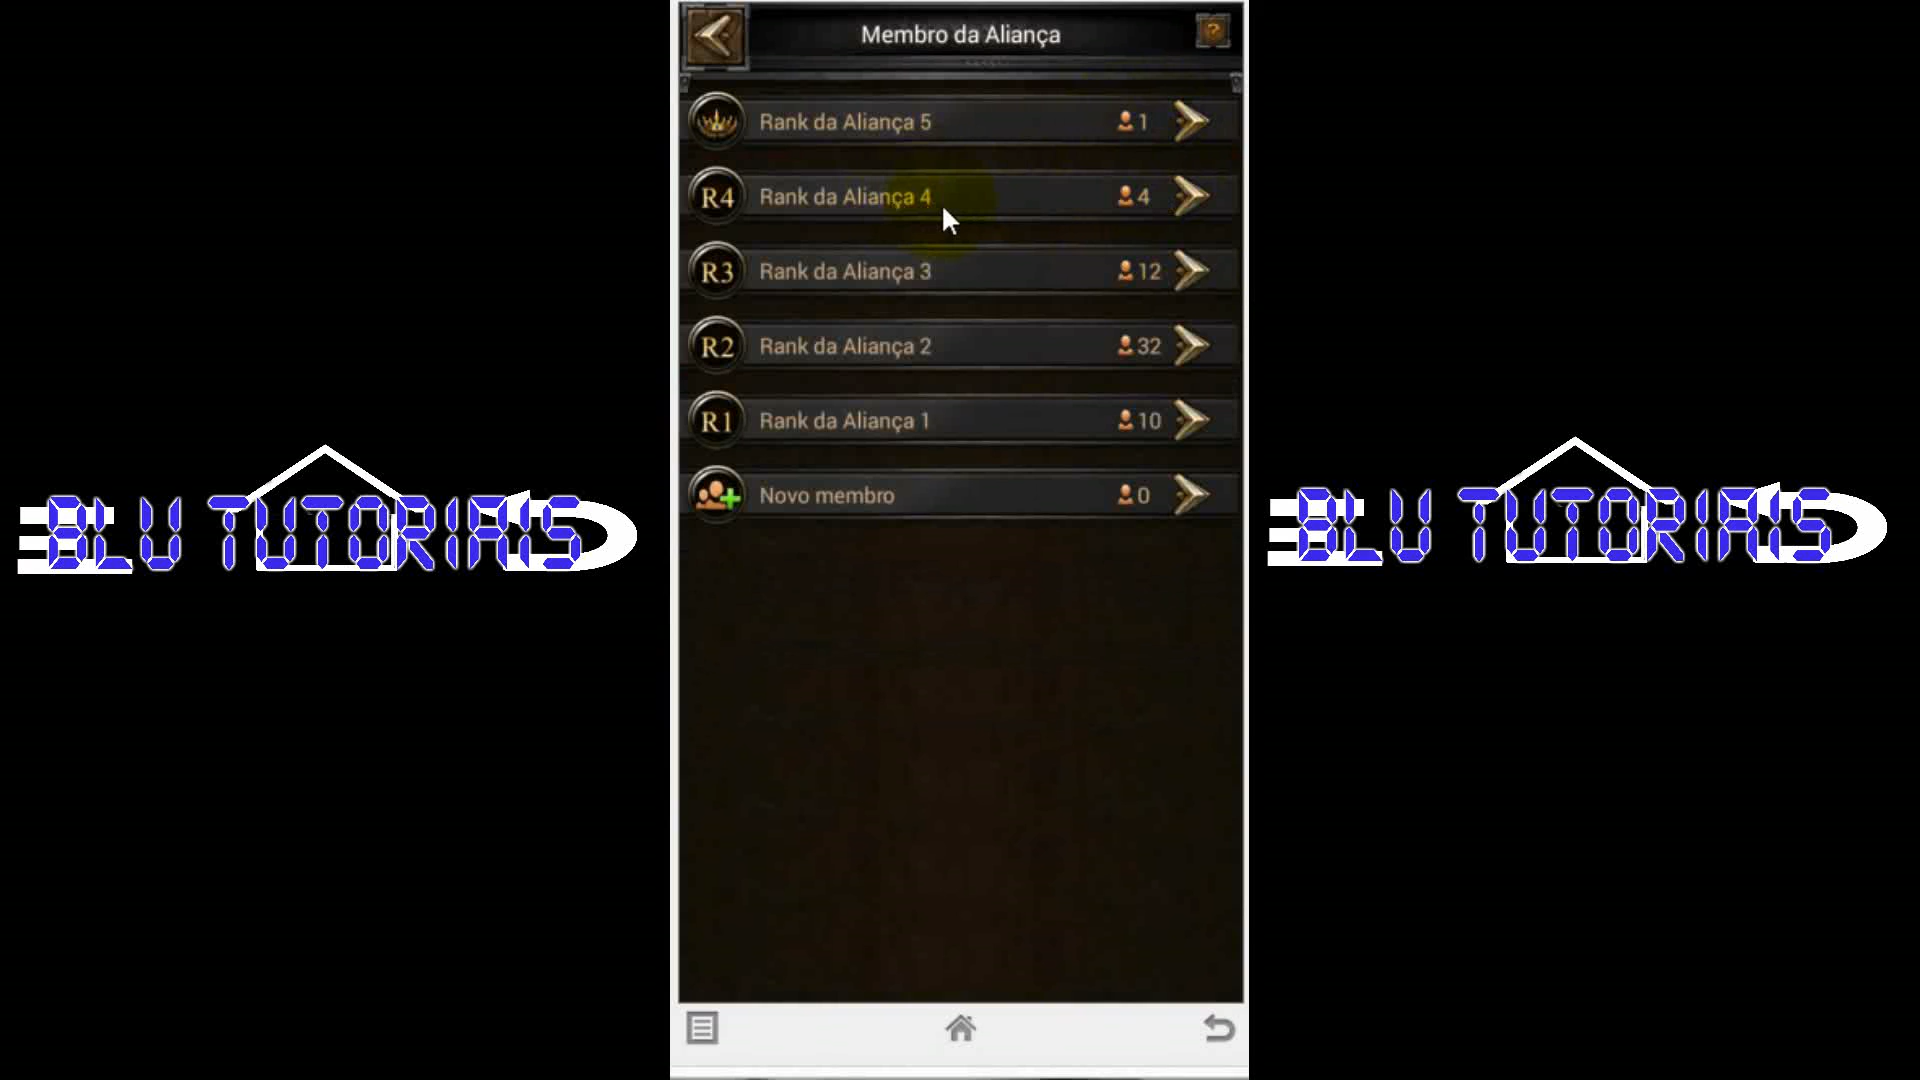 Membro da Aliança
?
Rank da Aliança 5 1
R4 Rank da Aliança 4 4
R3 Rank da Aliança 3 12
R2 Rank da Aliança 2 32
R1 Rank da Aliança 1 10
Novo membro 0
BLU TUTORIAIS
BLU TUTORIAIS